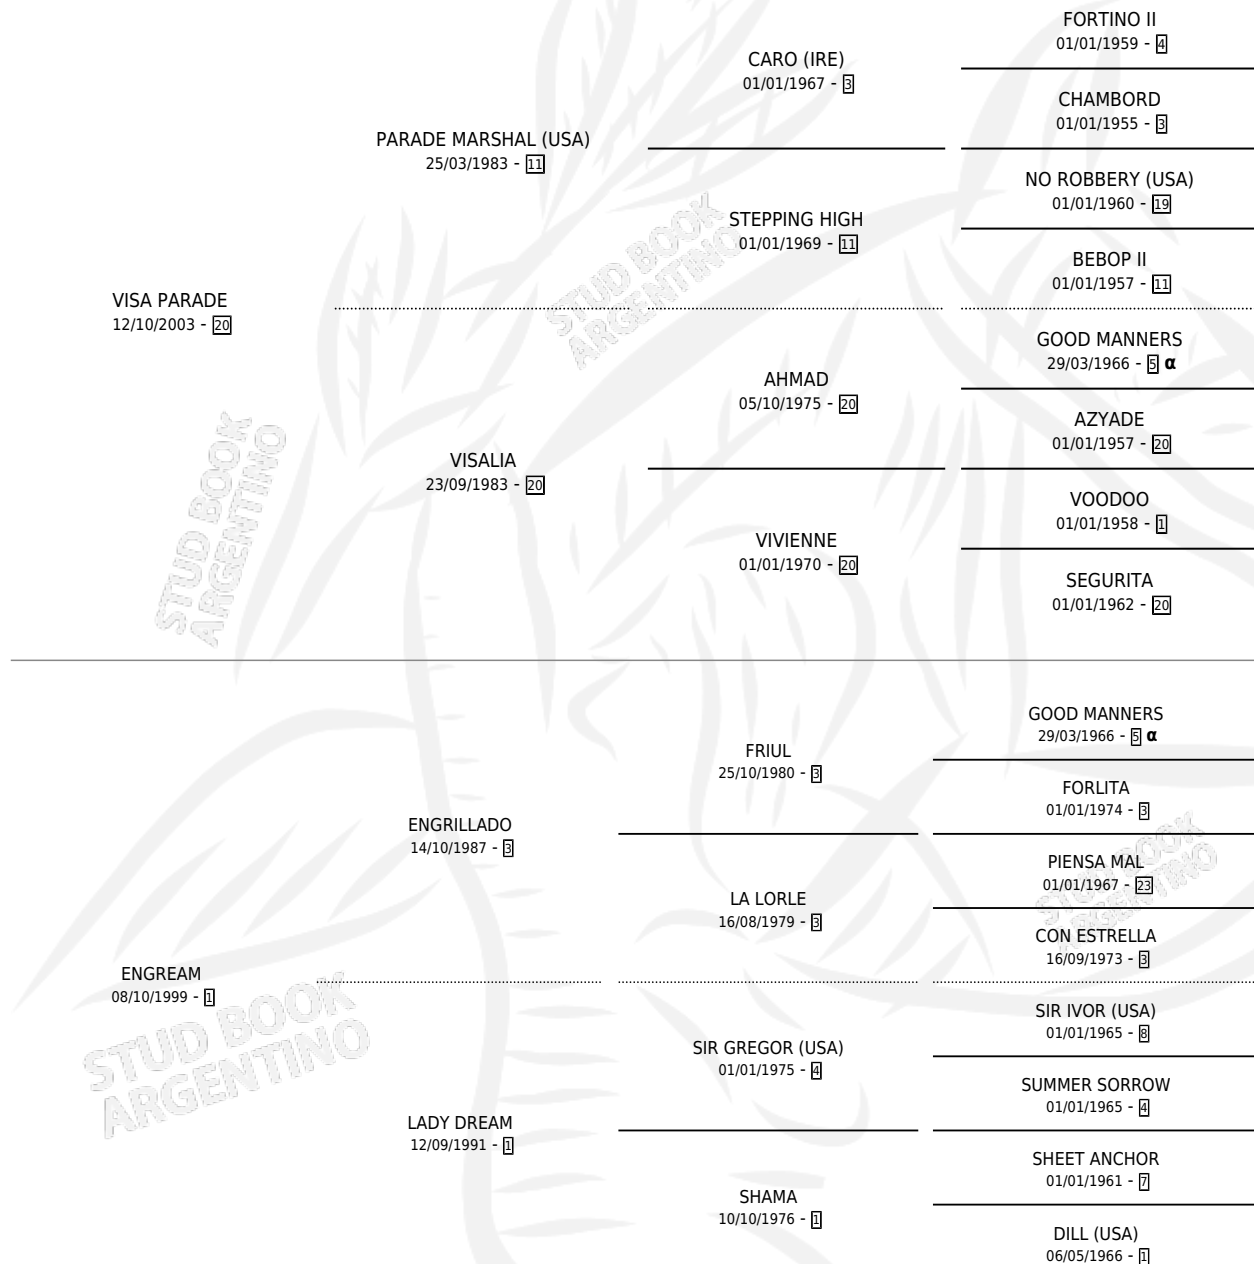 FORTINO II
01/01/1959 - 4
CARO (IRE)
01/01/1967 - 3
CHAMBORD
01/01/1955 - 3
PARADE MARSHAL (USA)
25/03/1983 - 11
NO ROBBERY (USA)
01/01/1960 - 19
STEPPING HIGH
01/01/1969 - 11
BEBOP II
01/01/1957 - 11
VISA PARADE
12/10/2003 - 20
GOOD MANNERS
29/03/1966 - 5 α
AHMAD
05/10/1975 - 20
AZYADE
01/01/1957 - 20
VISALIA
23/09/1983 - 20
VOODOO
01/01/1958 - 1
VIVIENNE
01/01/1970 - 20
SEGURITA
01/01/1962 - 20
GOOD MANNERS
29/03/1966 - 5 α
FRIUL
25/10/1980 - 3
FORLITA
01/01/1974 - 3
ENGRILLADO
14/10/1987 - 3
PIENSA MAL
01/01/1967 - 23
LA LORLE
16/08/1979 - 3
CON ESTRELLA
16/09/1973 - 3
ENGREAM
08/10/1999 - 1
SIR IVOR (USA)
01/01/1965 - 8
SIR GREGOR (USA)
01/01/1975 - 4
SUMMER SORROW
01/01/1965 - 4
LADY DREAM
12/09/1991 - 1
SHEET ANCHOR
01/01/1961 - 7
SHAMA
10/10/1976 - 1
DILL (USA)
06/05/1966 - 1
STUD BOOK
ARGENTINO
STUD BOOK
ARGENTINO
STUD BOOK
ARGENTINO
STUD BOOK
ARGENTINO